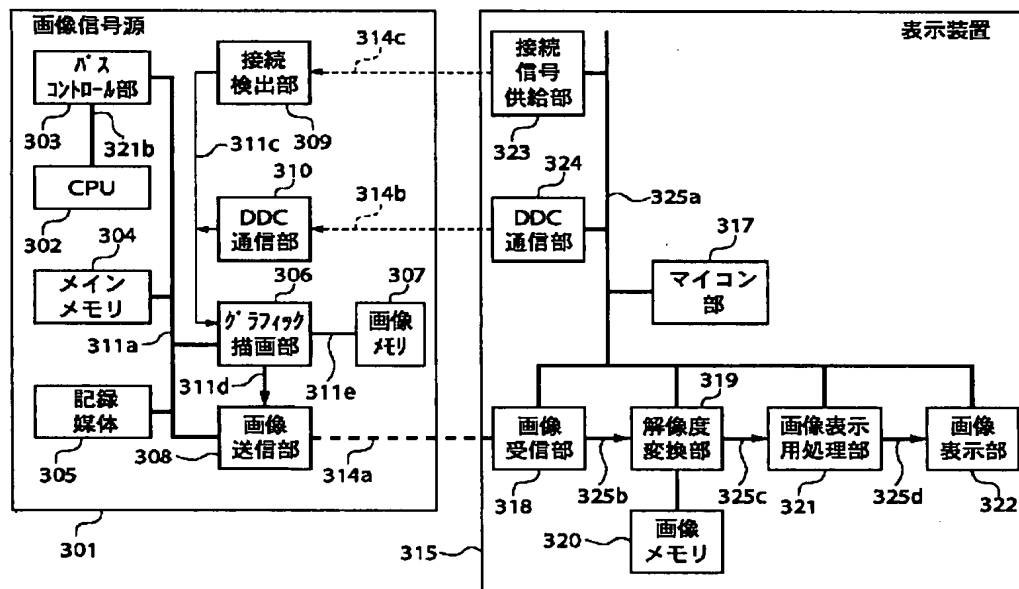 画像信号源
バス
コントロール部
303
321b
CPU
302
304
メイン
メモリ
311a
記録
媒体
305
301
接続
検出部
309
311c
310
DDC
通信部
306
グラフィック
描画部
307
画像
メモリ
311d
311e
画像
送信部
308
314c
314b
314a
表示装置
接続
信号
供給部
323
324
DDC
通信部
325a
317
マイコン
部
画像
受信部
318
325b
319
解像度
変換部
325c
画像表示
用処理部
321
325d
画像
表示部
322
320
画像
メモリ
315